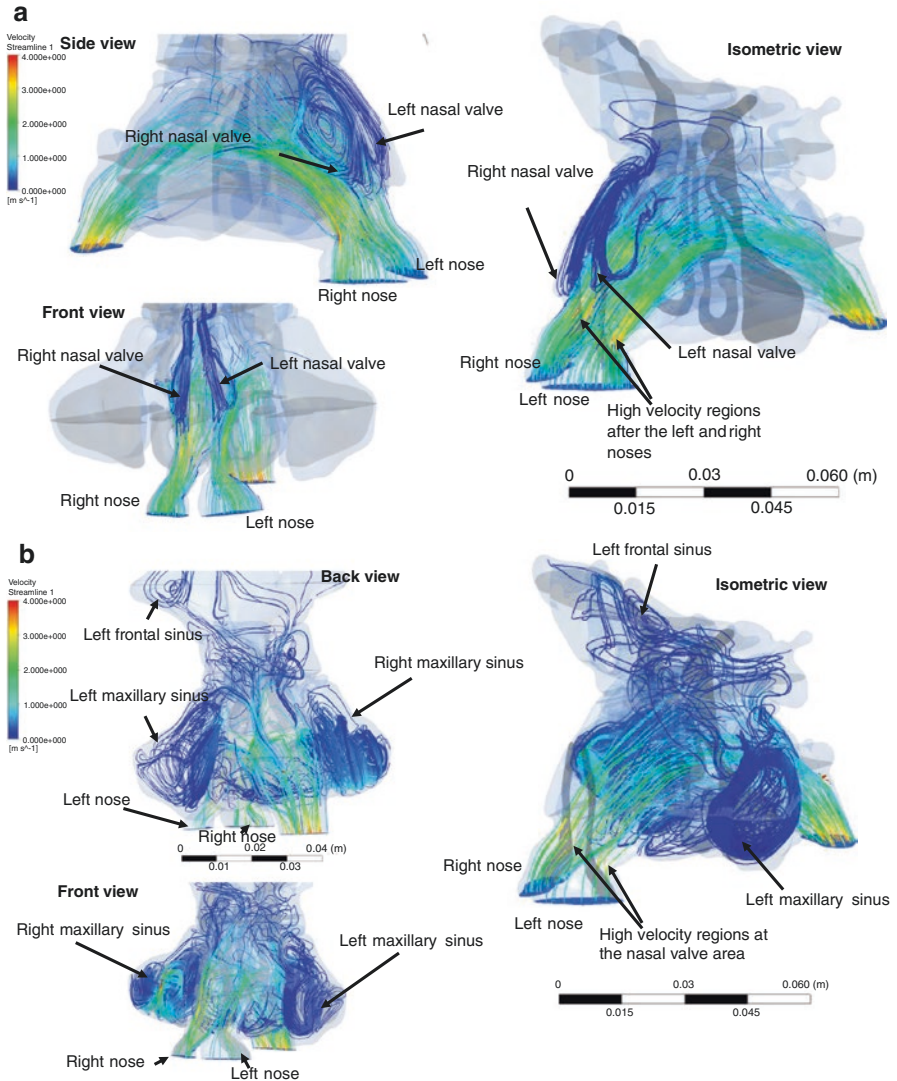 a
Velocity
Streamline 1
4.000e+000
3.000e+000
2.000e+000
1.000e+000
0.000e+000
[m s^-1]
Side view
Left nasal valve
Right nasal valve
Left nose
Right nose
Isometric view
Right nasal valve
Left nasal valve
Right nose
Left nose
High velocity regions
after the left and right
noses
0 0.03 0.060 (m)
0.015 0.045
Front view
Right nasal valve
Left nasal valve
Right nose
Left nose
b
Velocity
Streamline 1
4.000e+000
3.000e+000
2.000e+000
1.000e+000
0.000e+000
[m s^-1]
Back view
Left frontal sinus
Right maxillary sinus
Left maxillary sinus
Left nose
Right nose
0 0.02 0.04 (m)
0.01 0.03
Left frontal sinus
Isometric view
Right nose
Left nose
Left maxillary sinus
High velocity regions at
the nasal valve area
0 0.03 0.060 (m)
0.015 0.045
Front view
Right maxillary sinus
Left maxillary sinus
Right nose
Left nose